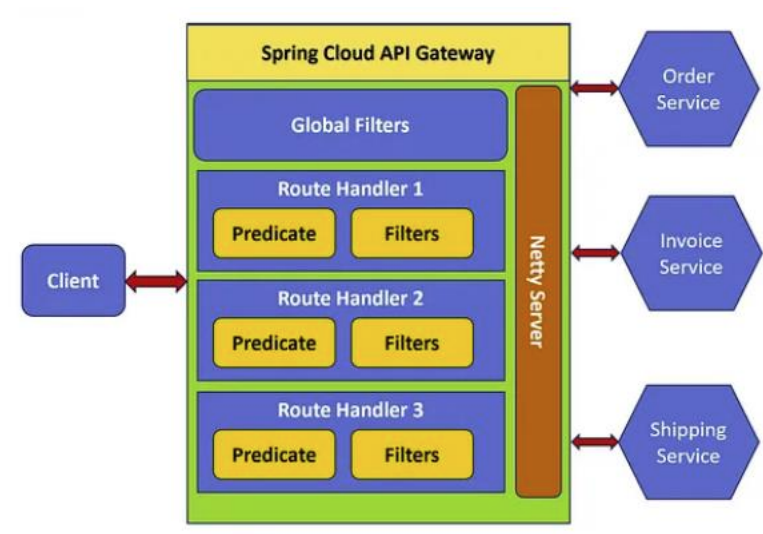 Spring Cloud API Gateway
Global Filters
Route Handler 1
Predicate
Filters
Route Handler 2
Predicate
Filters
Route Handler 3
Predicate
Filters
Netty Server
Client
Order
Service
Invoice
Service
Shipping
Service